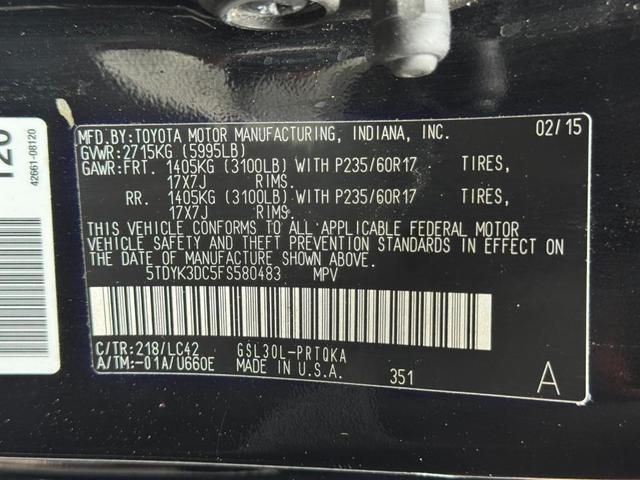 MFD.BY:TOYOTA MOTOR MANUFACTURING, INDIANA, INC. 02/15
GVWR:2715KG (5995LB)
GAWR:FRT. 1405KG (3100LB) WITH P235/60R17 TIRES,
17X7J RIMS.
RR. 1405KG (3100LB) WITH P235/60R17 TIRES,
17X7J RIMS.
THIS VEHICLE CONFORMS TO ALL APPLICABLE FEDERAL MOTOR
VEHICLE SAFETY AND THEFT PREVENTION STANDARDS IN EFFECT ON
THE DATE OF MANUFACTURE SHOWN ABOVE.
5TDYK3DC5FS580483 MPV
C/TR:218/LC42 GSL30L-PRTQKA
A/TM:-01A/U660E MADE IN U.S.A. 351 A
42661-08120